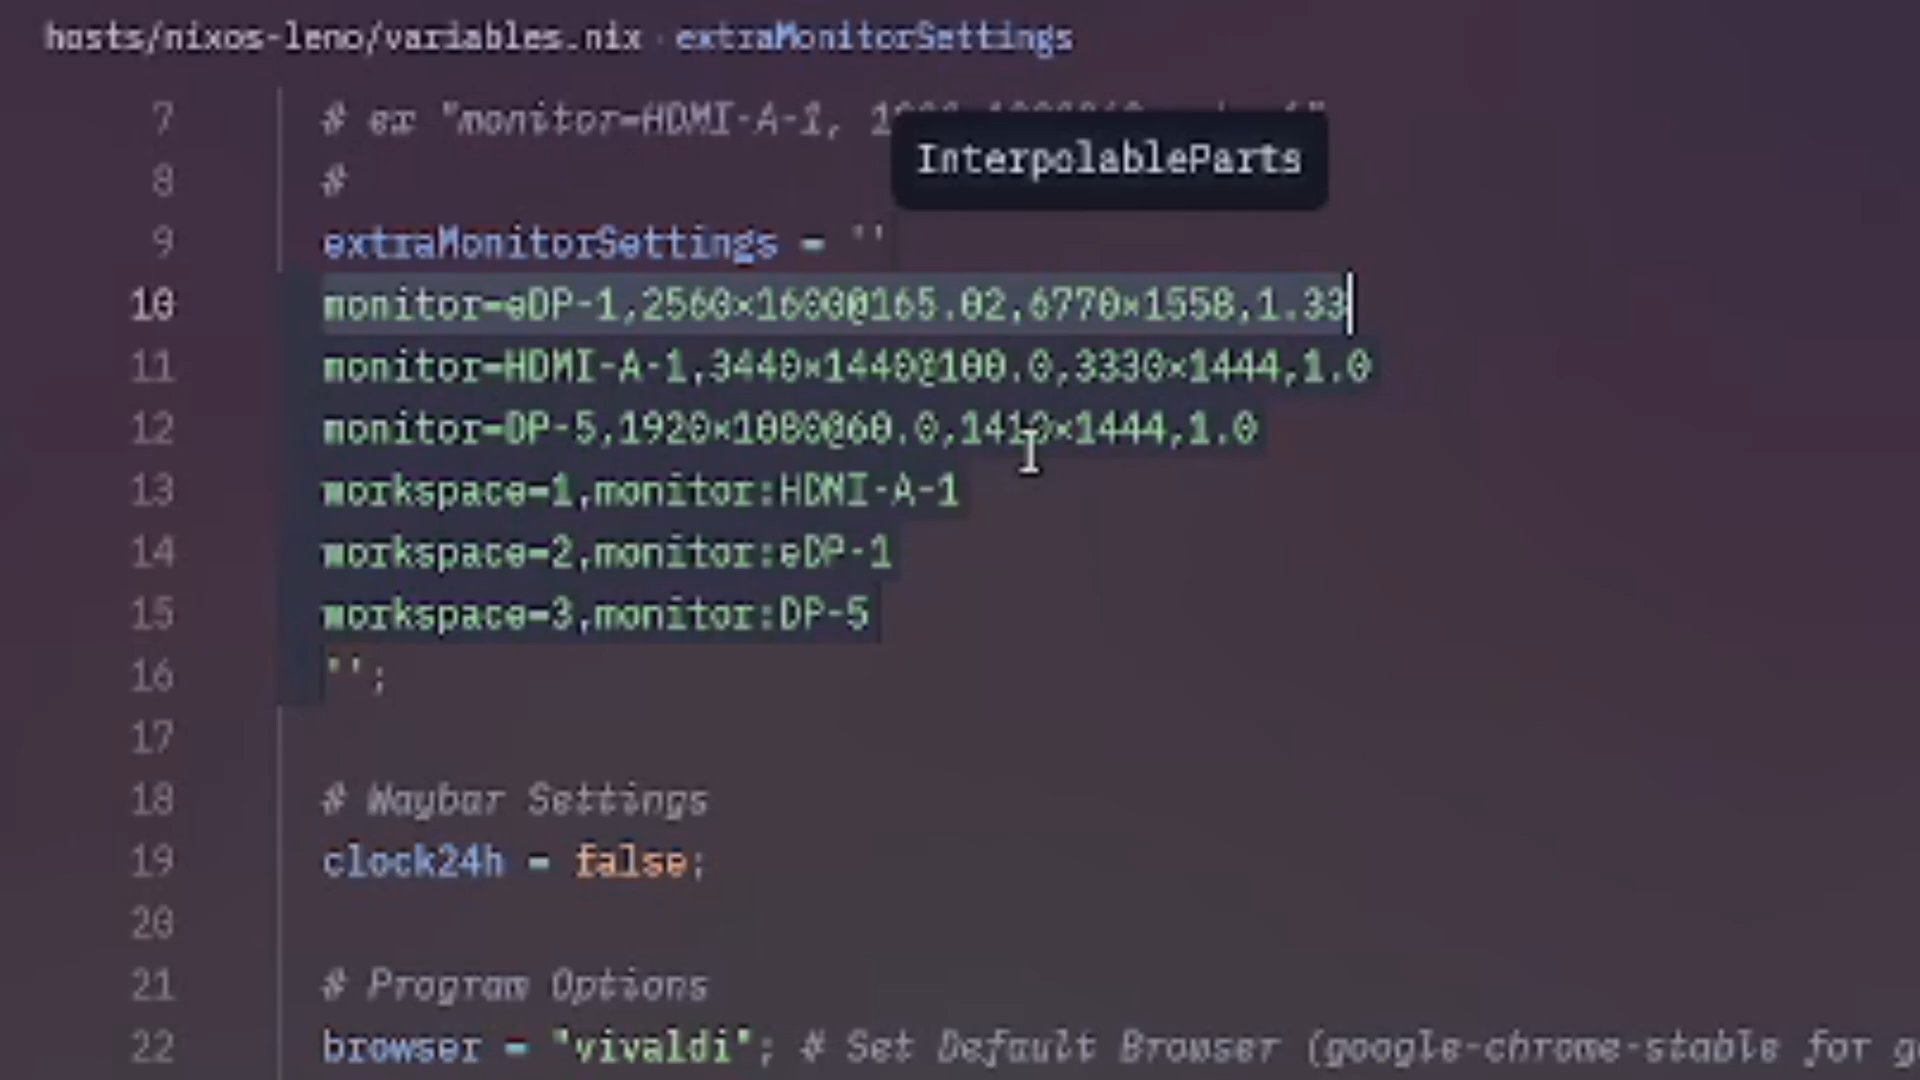 hosts/nixos-leno/variables.nix › extraMonitorSettings
7 # ex "monitor=HDMI-A-1,
InterpolableParts
8 #
9 extraMonitorSettings = ''
10 monitor=eDP-1,2560x1600@165.02,6770x1558,1.33
11 monitor=HDMI-A-1,3440x1440@100.0,3330x1444,1.0
12 monitor=DP-5,1920x1080@60.0,1410x1444,1.0
13 workspace=1,monitor:HDMI-A-1
14 workspace=2,monitor:eDP-1
15 workspace=3,monitor:DP-5
16 '';
17
18 # Waybar Settings
19 clock24h = false;
20
21 # Program Options
22 browser = "vivaldi"; # Set Default Browser (google-chrome-stable for